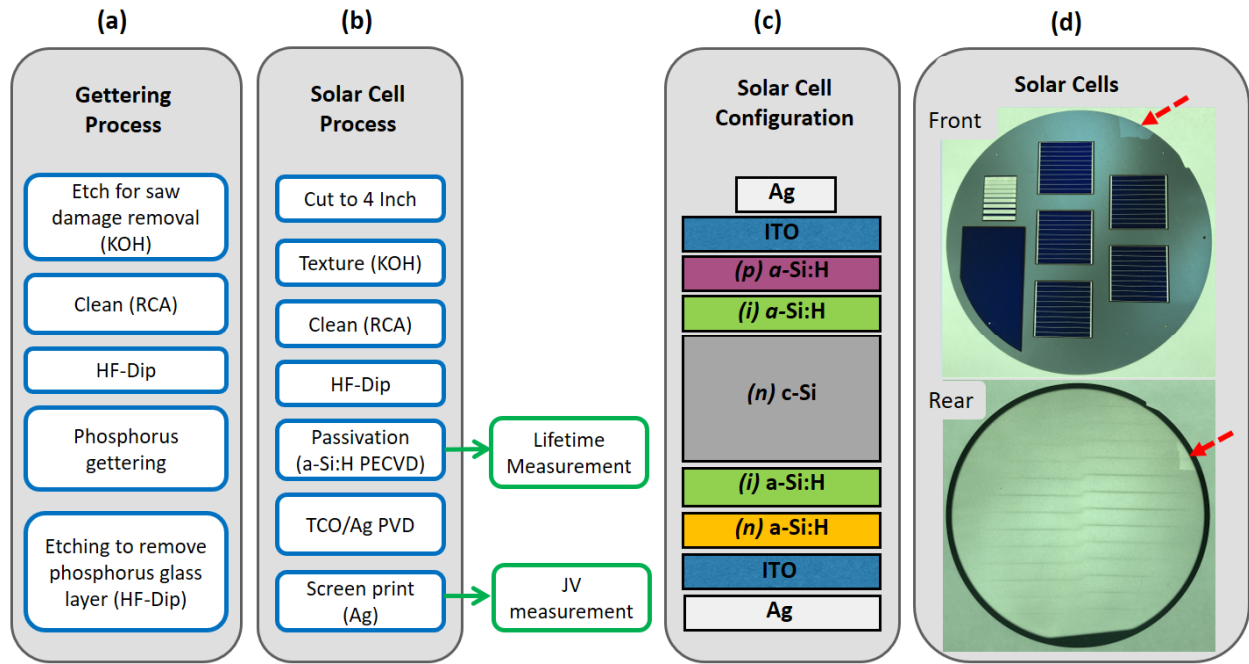 (a)
Gettering
Process
Etch for saw
damage removal
(KOH)
Clean (RCA)
HF-Dip
Phosphorus
gettering
Etching to remove
phosphorus glass
layer (HF-Dip)
(b)
Solar Cell
Process
Cut to 4 Inch
Texture (KOH)
Clean (RCA)
HF-Dip
Passivation
(a-Si:H PECVD)
TCO/Ag PVD
Screen print
(Ag)
Lifetime
Measurement
JV
measurement
(c)
Solar Cell
Configuration
Ag
ITO
(p) a-Si:H
(i) a-Si:H
(n) c-Si
(i) a-Si:H
(n) a-Si:H
ITO
Ag
(d)
Solar Cells
Front
Rear